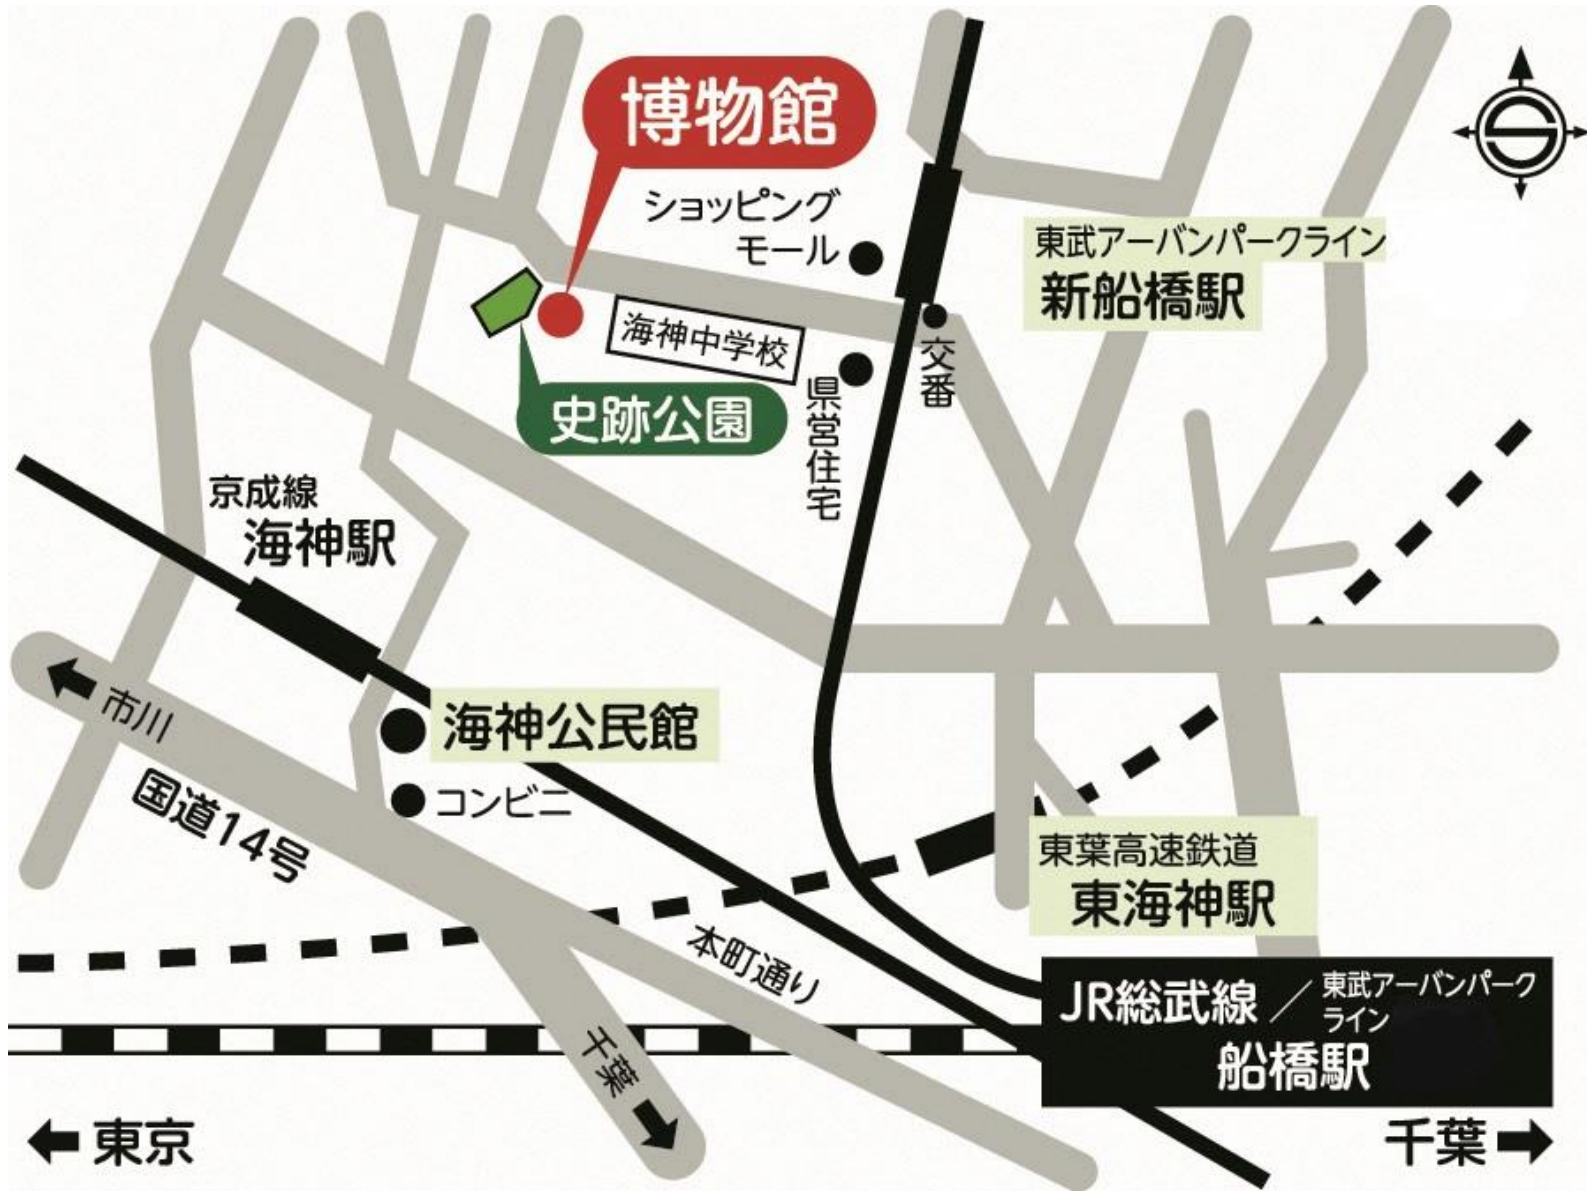 博物館
ショッピング
モール
東武アーバンパークライン
新船橋駅
海神中学校
交番
県営住宅
史跡公園
京成線
海神駅
市川
海神公民館
コンビニ
国道14号
東葉高速鉄道
東海神駅
本町通り
JR総武線／東武アーバンパーク
ライン
船橋駅
千葉
東京
千葉